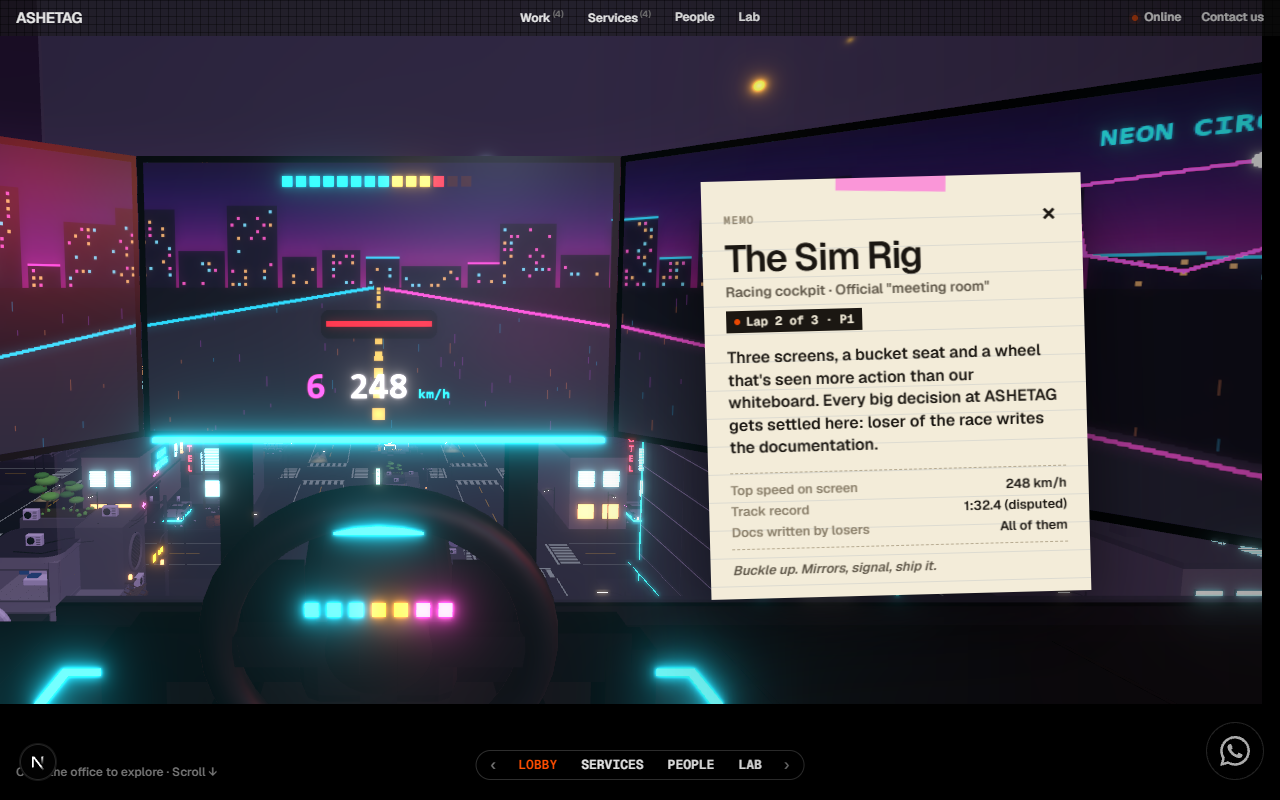 ASHETAG
Work (4)
Services (4)
People
Lab
Online
Contact us
NEON
6 248 km/h
MEMO
×
The Sim Rig
Racing cockpit · Official "meeting room"
Lap 2 of 3 · P1
Three screens, a bucket seat and a wheel
that's seen more action than our
whiteboard. Every big decision at ASHETAG
gets settled here: loser of the race writes
the documentation.
Top speed on screen 248 km/h
Track record 1:32.4 (disputed)
Docs written by losers All of them
Buckle up. Mirrors, signal, ship it.
N
the office to explore · Scroll ↓
‹ LOBBY SERVICES PEOPLE LAB ›